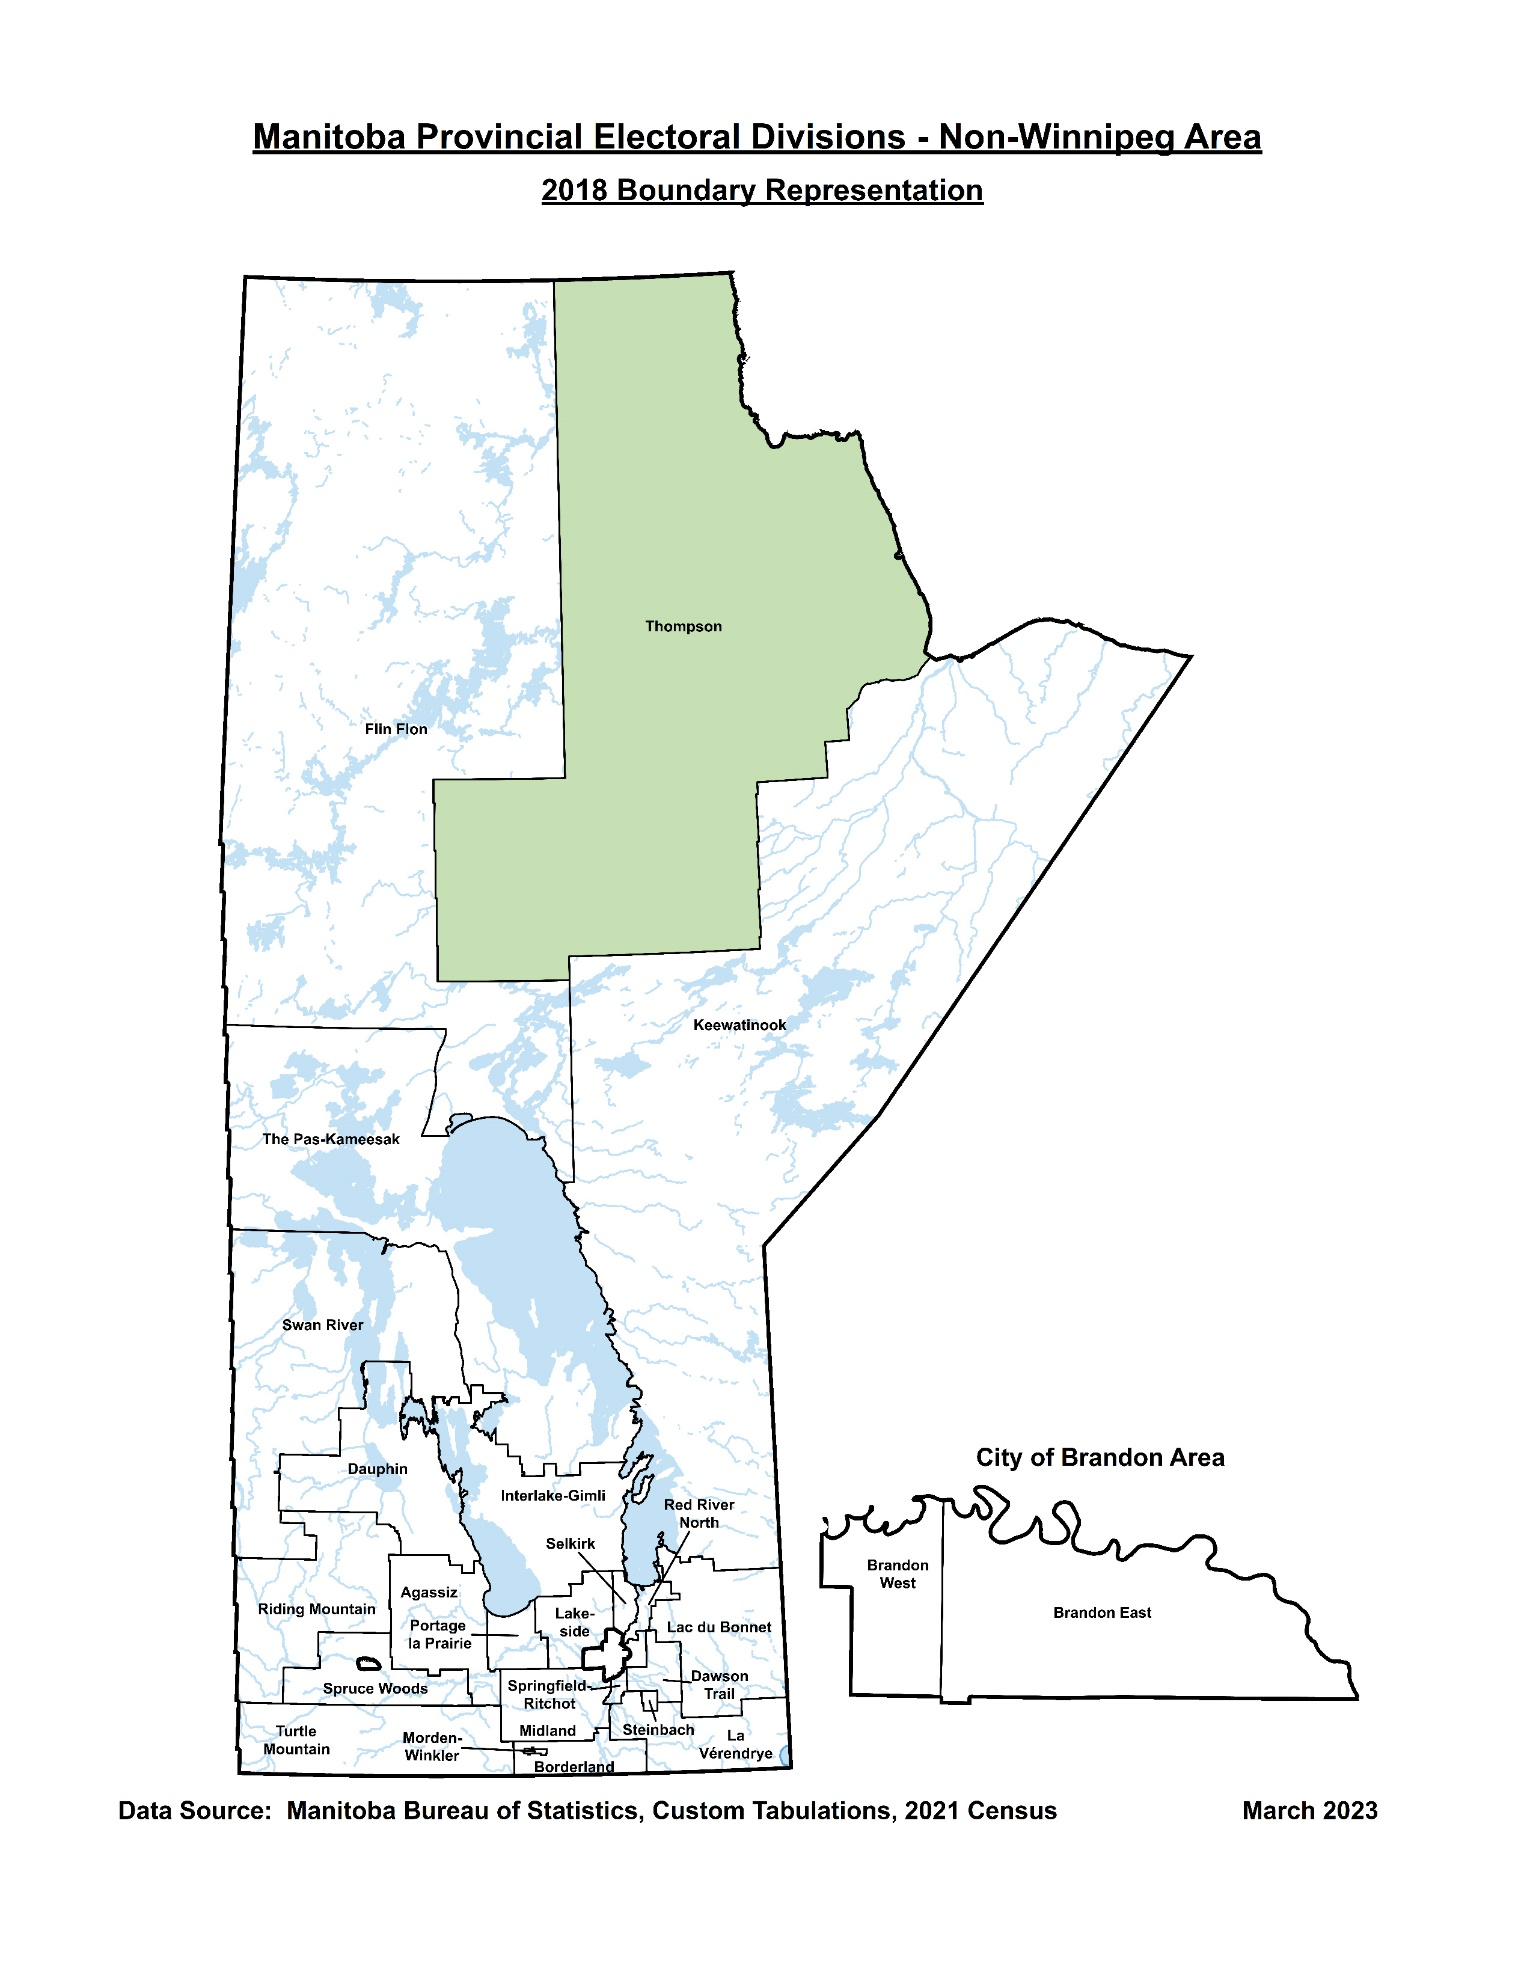 Manitoba Provincial Electoral Divisions - Non-Winnipeg Area
2018 Boundary Representation
Thompson
Flin Flon
Keewatinook
The Pas-Kameesak
Swan River
Dauphin
Interlake-Gimli
Red River
North
Selkirk
Agassiz
Riding Mountain
Portage
la Prairie
Lake-
side
Lac du Bonnet
Dawson
Trail
Springfield-
Ritchot
Spruce Woods
Midland
Steinbach
Turtle
Mountain
Morden-
Winkler
La
Vérendrye
Borderland
City of Brandon Area
Brandon
West
Brandon East
Data Source:  Manitoba Bureau of Statistics, Custom Tabulations, 2021 Census
March 2023